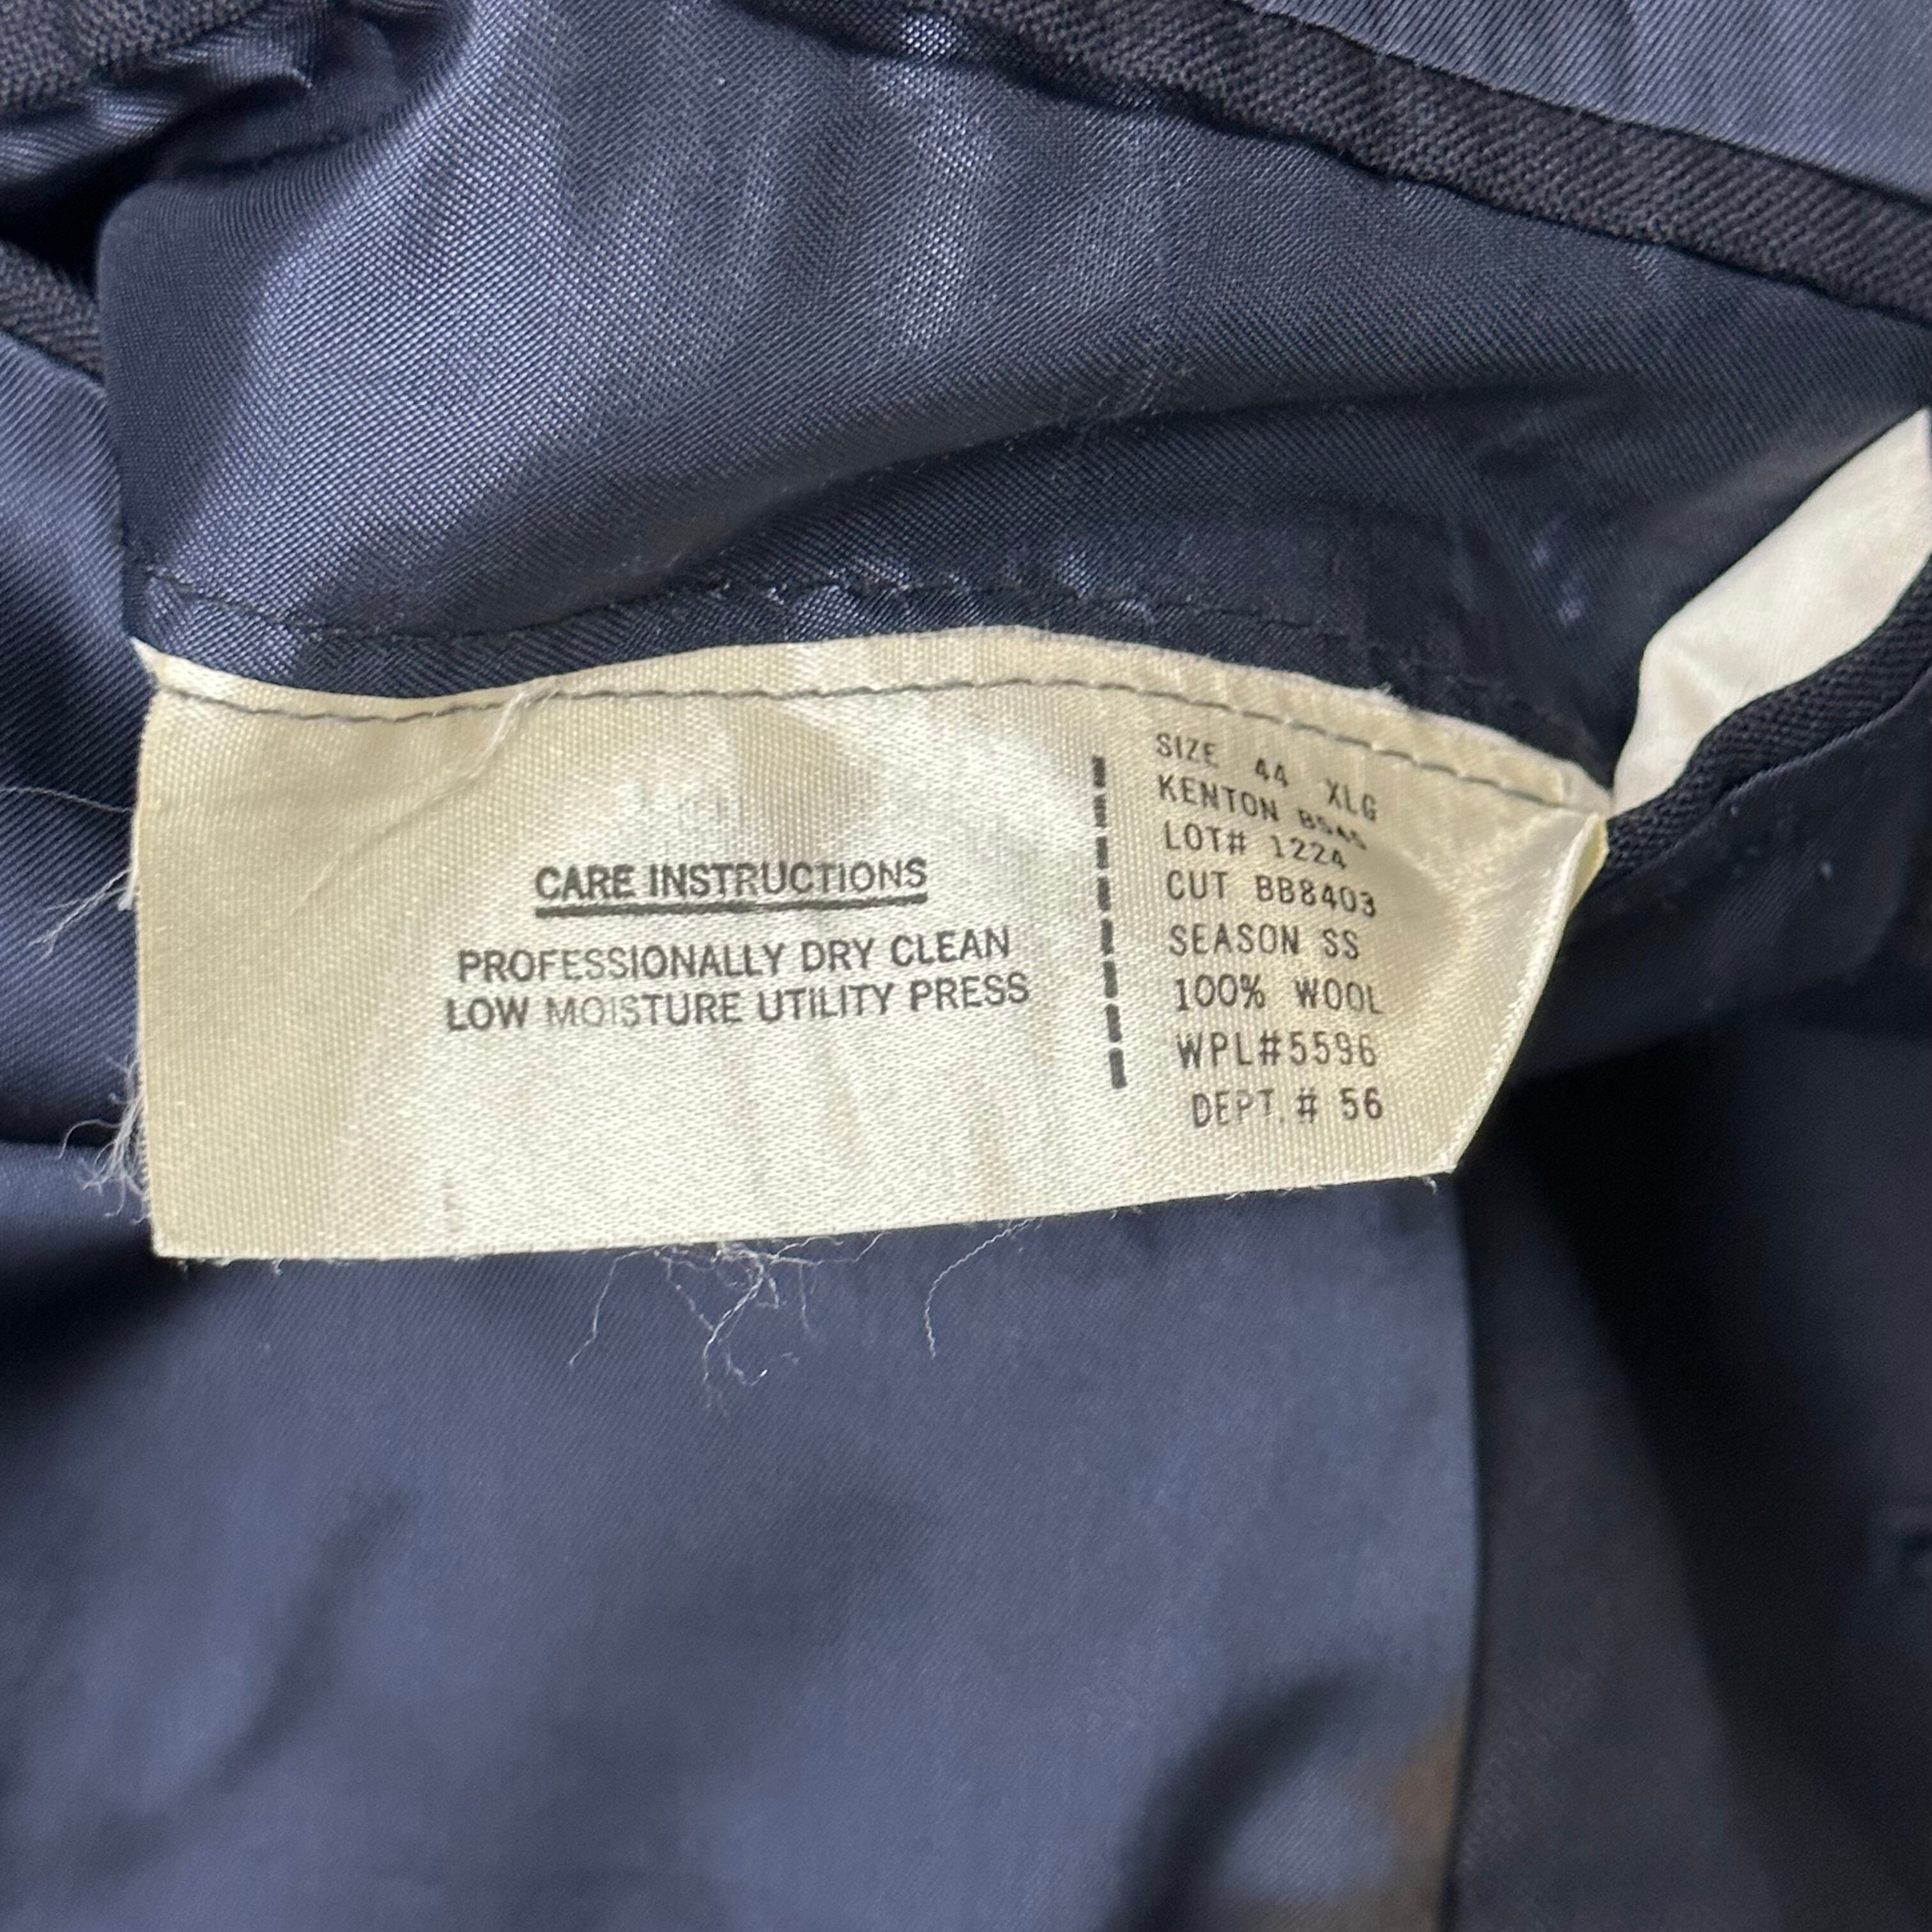 CARE INSTRUCTIONS
PROFESSIONALLY DRY CLEAN
LOW MOISTURE UTILITY PRESS
SIZE 44 XLG
KENTON
LOT# 1224
CUT BB8403
SEASON SS
100% WOOL
WPL#5596
DEPT. # 56